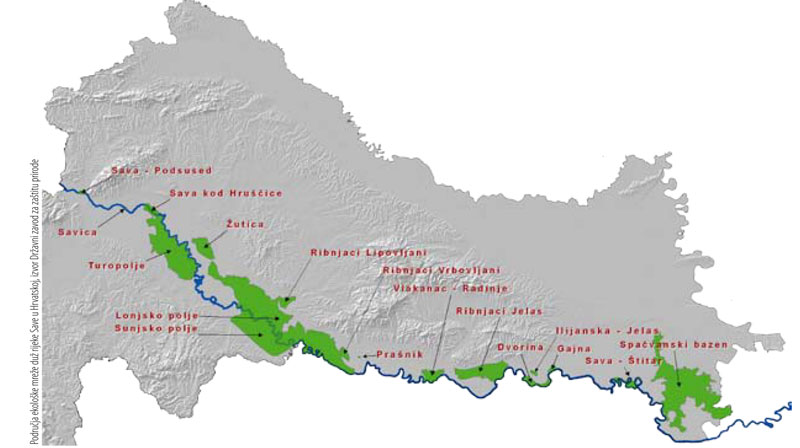 Područja ekološke mreže duž rijeke Save u Hrvatskoj, izvor Državni zavod za zaštitu prirode
Sava - Podsused
Sava kod Hruščice
Savica
Žutica
Turopolje
Ribnjaci Lipovljani
Ribnjaci Vrbovljani
Vlakanac - Radinje
Ribnjaci Jelas
Lonjsko polje
Sunjsko polje
Ilijanska - Jelas
Prašnik
Dvorina
Gajna
Spačvanski bazen
Sava - Štitar